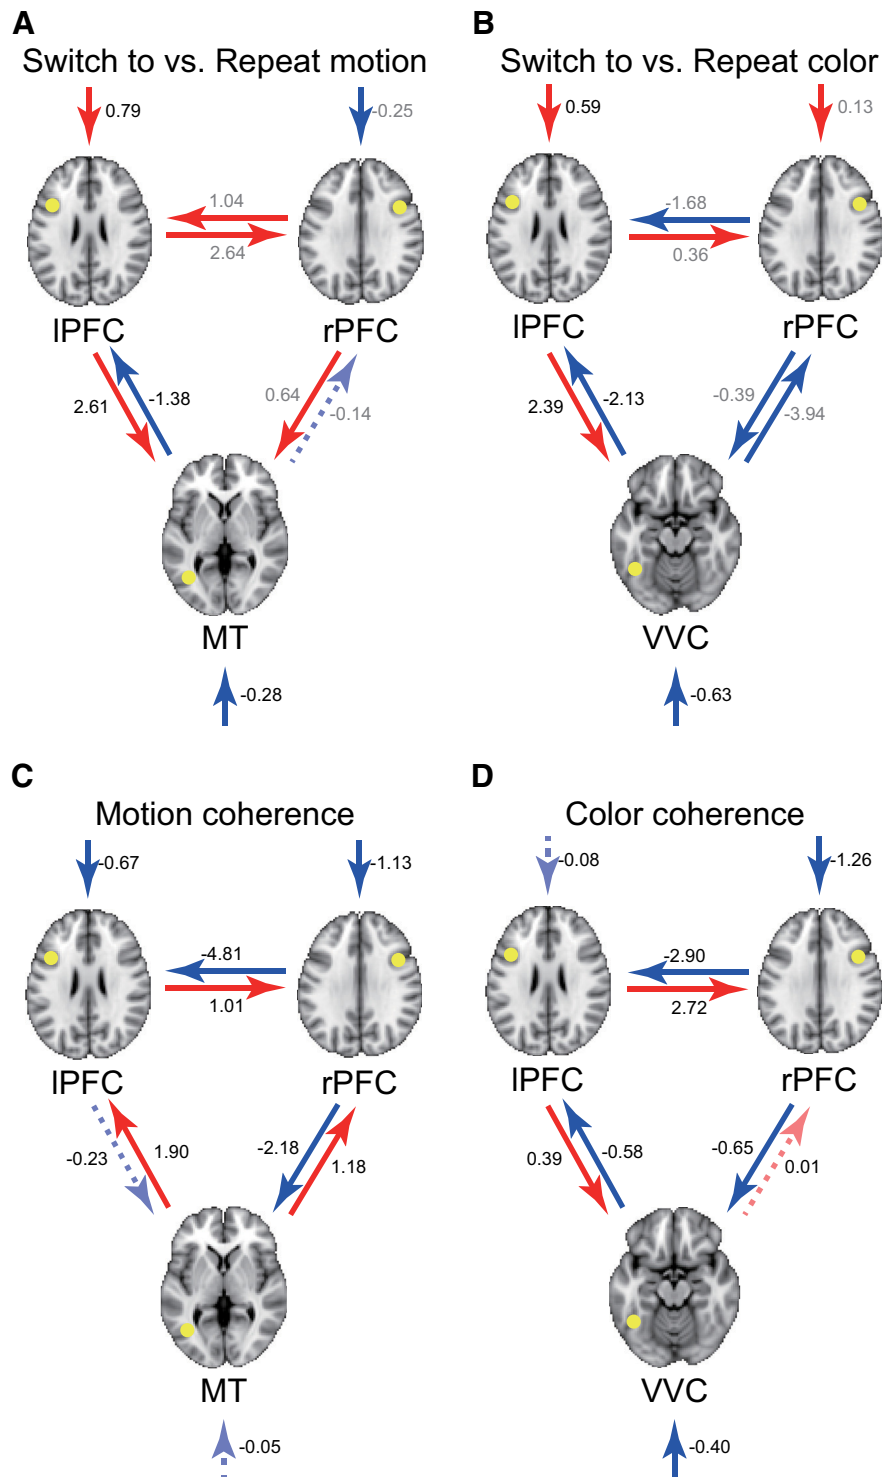 A
Switch to vs. Repeat motion
0.79
-0.25
1.04
2.64
lPFC
rPFC
2.61
-1.38
0.64
-0.14
MT
-0.28
B
Switch to vs. Repeat color
0.59
0.13
-1.68
0.36
lPFC
rPFC
2.39
-2.13
-0.39
-3.94
VVC
-0.63
C
Motion coherence
-0.67
-1.13
-4.81
1.01
lPFC
rPFC
-0.23
1.90
-2.18
1.18
MT
-0.05
D
Color coherence
-0.08
-1.26
-2.90
2.72
lPFC
rPFC
0.39
-0.58
-0.65
0.01
VVC
-0.40